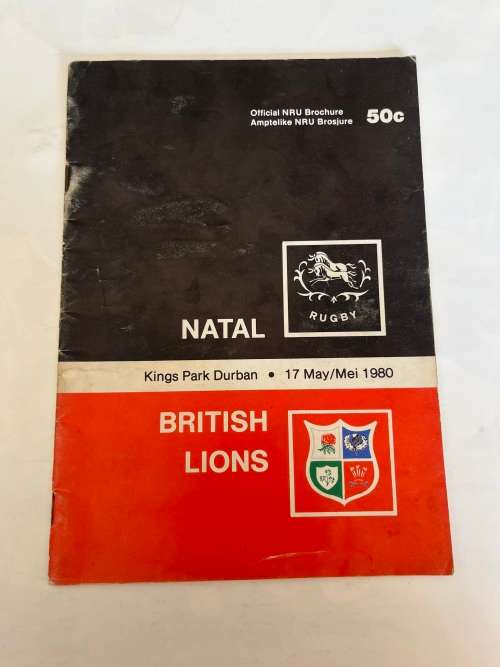 Official NRU Brochure
Amptelike NRU Brosjure
50c
RUGBY
NATAL
Kings Park Durban • 17 May/Mei 1980
BRITISH
LIONS